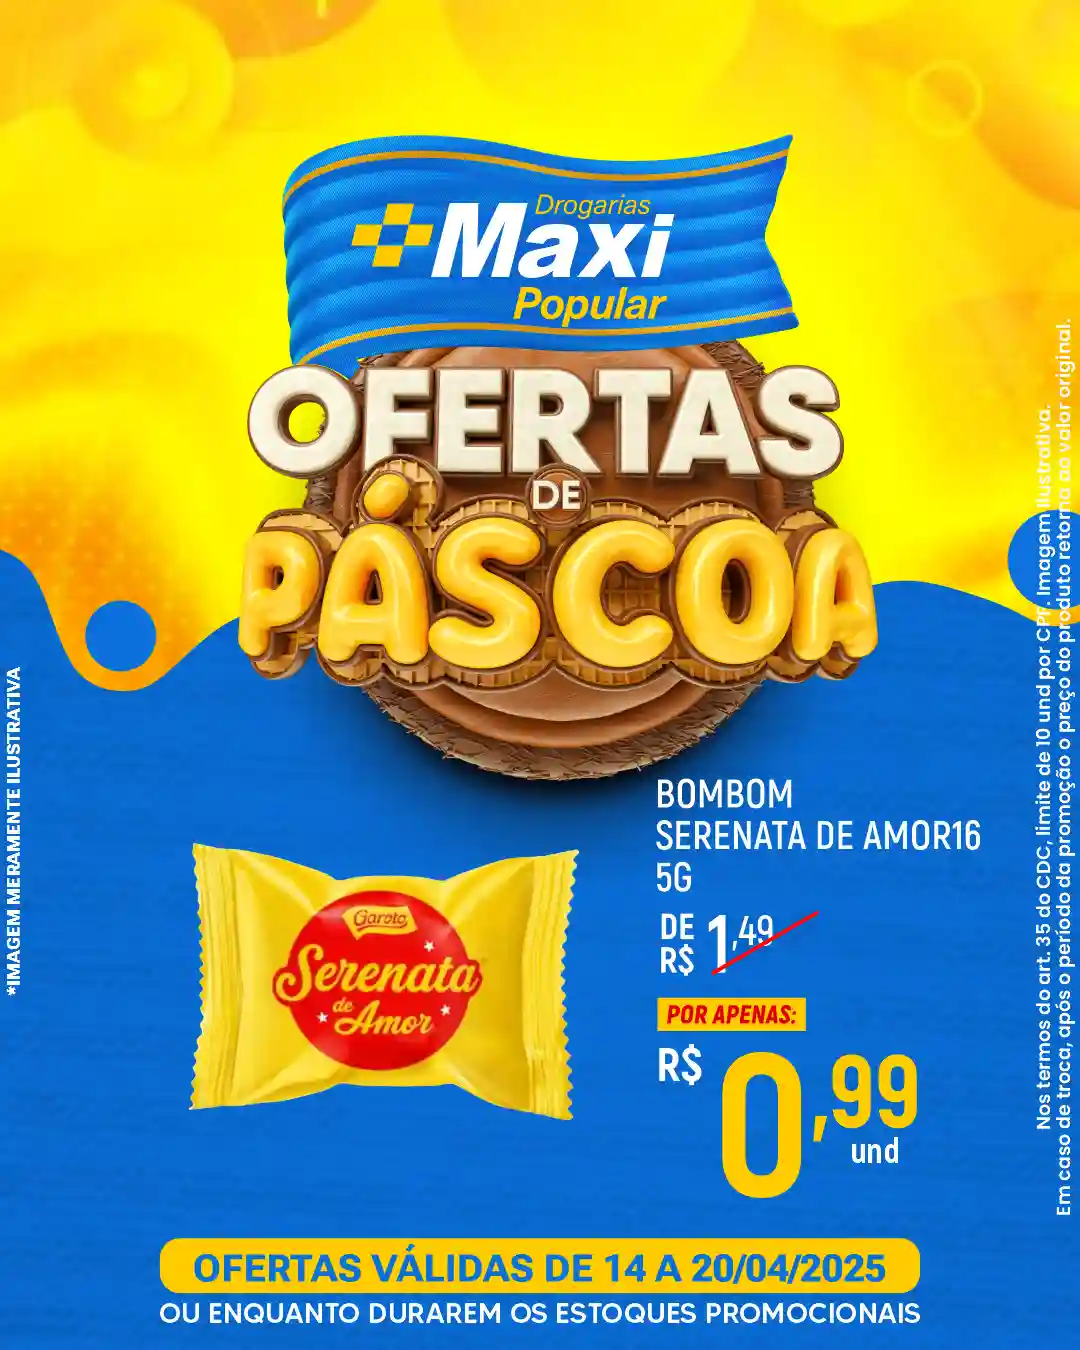 Drogarias
Maxi
Popular
OFERTAS
DE
PÁSCOA
BOMBOM
SERENATA DE AMOR16
5G
DE
R$ 1,49
POR APENAS:
R$ 0,99
und
Garoto
Serenata
de
Amor
OFERTAS VÁLIDAS DE 14 A 20/04/2025
OU ENQUANTO DURAREM OS ESTOQUES PROMOCIONAIS
*IMAGEM MERAMENTE ILUSTRATIVA
Nos termos do art. 35 do CDC, limite de 10 und por CPF. Imagem ilustrativa.
Em caso de troca, após o período da promoção o preço do produto retorna ao valor original.